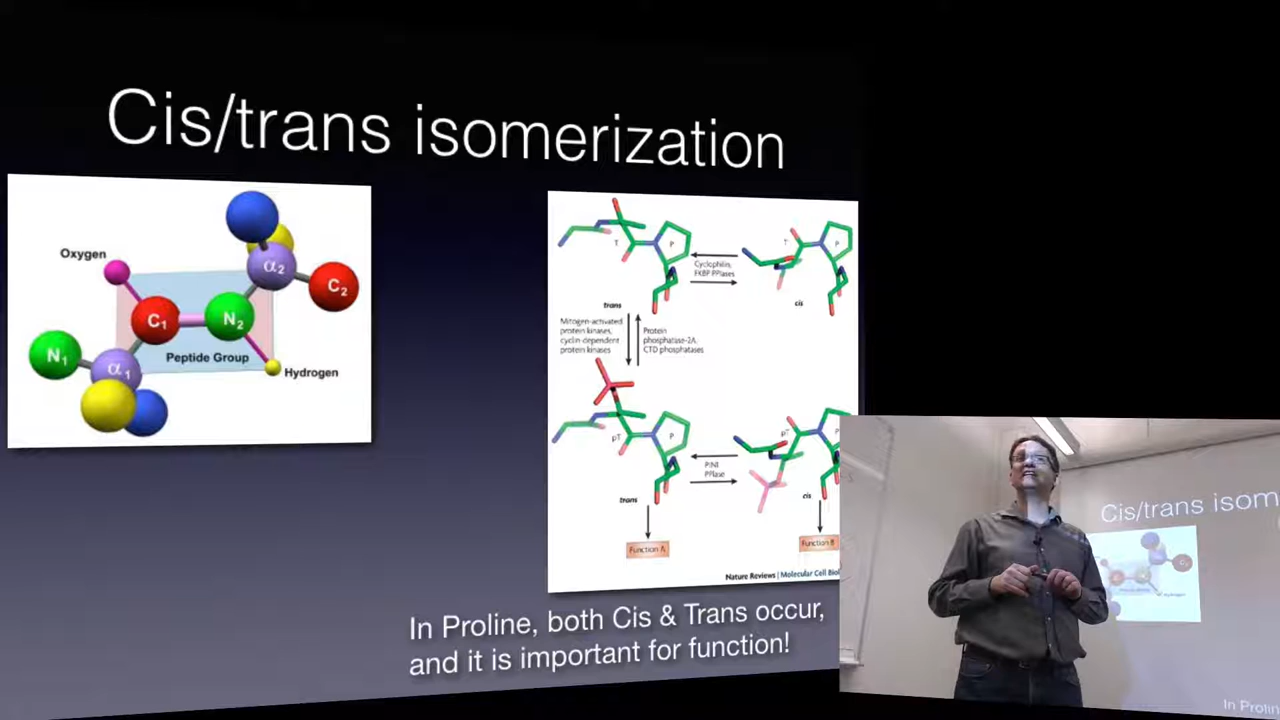 Cis/trans isomerization
Oxygen
α2
C2
C1
N2
N1
Peptide Group
α1
Hydrogen
T
P
T
P
Cyclophilin,
FKBP PPIases
trans
cis
Mitogen-activated
protein kinases,
cyclin-dependent
protein kinases
Protein
phosphatase-2A,
CTD phosphatases
pT
P
pT
P
PIN1
PPIase
trans
cis
Function A
Function B
Nature Reviews | Molecular Cell Biol
In Proline, both Cis & Trans occur,
and it is important for function!
Cis/trans isom
In Proline